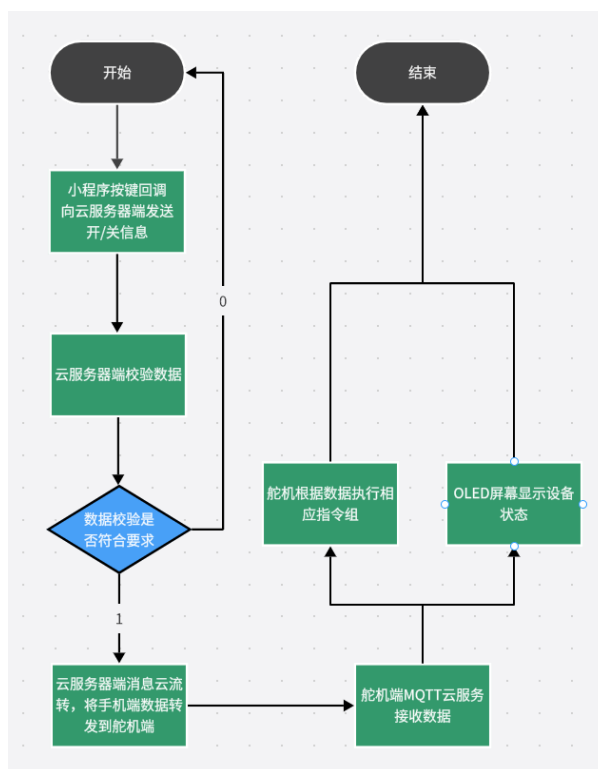 开始
小程序按键回调
向云服务器端发送
开/关信息
云服务器端校验数据
数据校验是
否符合要求
0
1
云服务器端消息云流
转，将手机端数据转
发到舵机端
舵机端MQTT云服务
接收数据
舵机根据数据执行相
应指令组
OLED屏幕显示设备
状态
结束